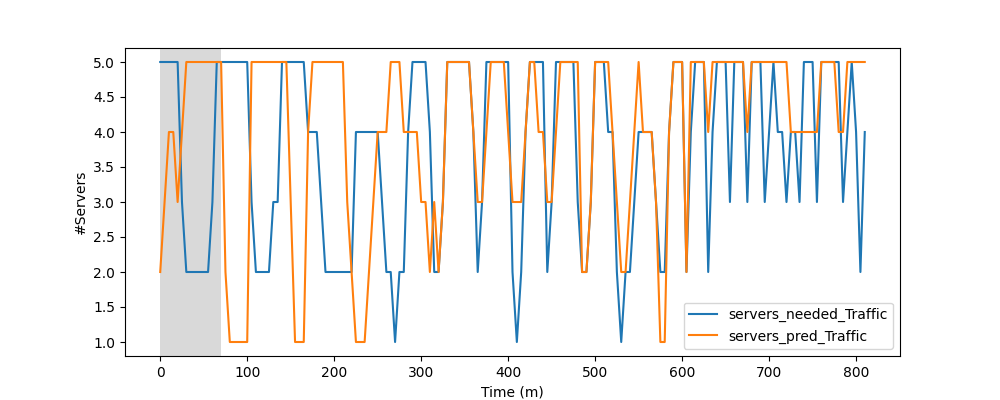 5.0
4.5
4.0
3.5
3.0
2.5
2.0
1.5
1.0
#Servers
0 100 200 300 400 500 600 700 800
Time (m)
servers_needed_Traffic
servers_pred_Traffic